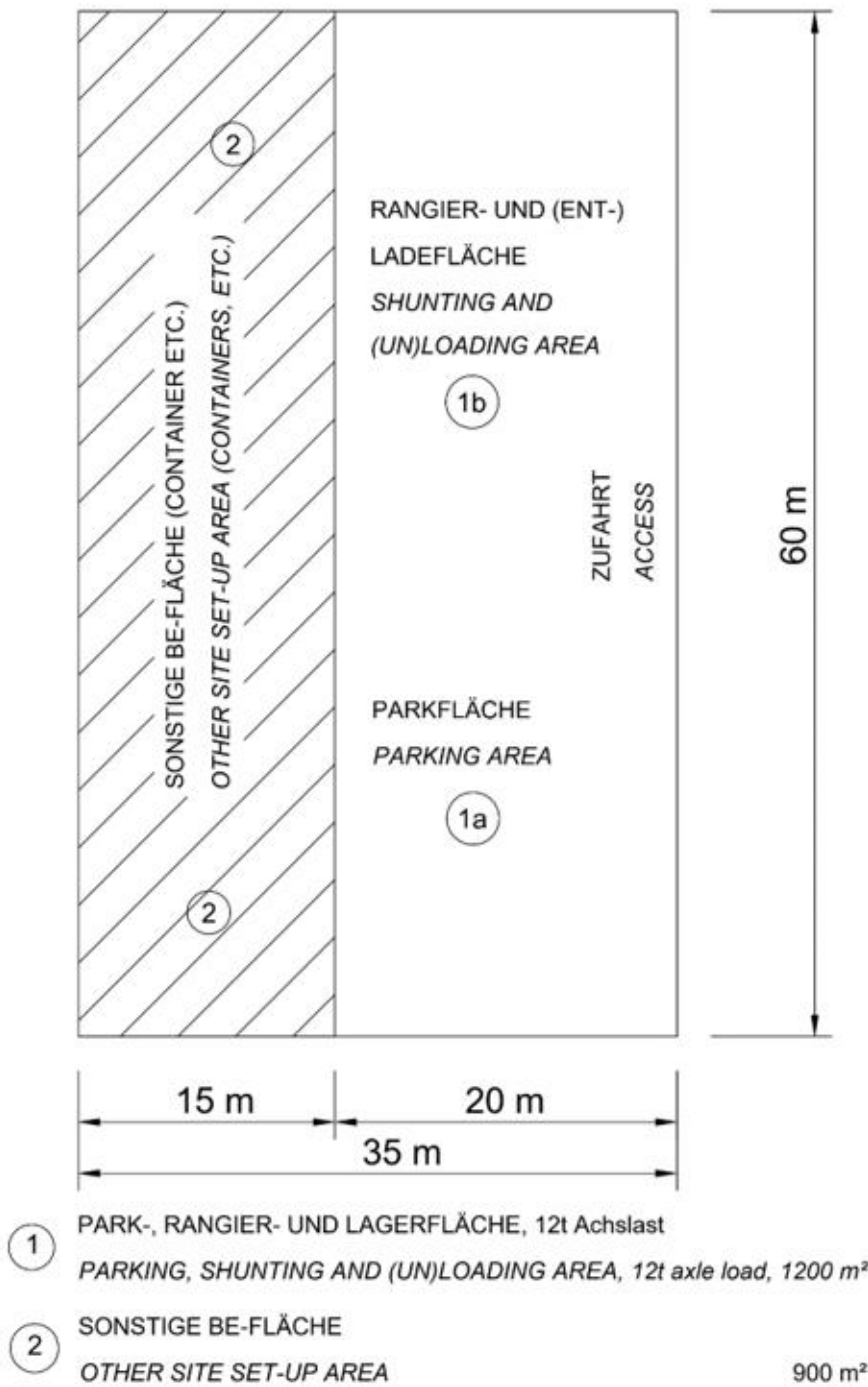 2
SONSTIGE BE-FLÄCHE (CONTAINER ETC.)
OTHER SITE SET-UP AREA (CONTAINERS, ETC.)
2
RANGIER- UND (ENT-)
LADEFLÄCHE
SHUNTING AND
(UN)LOADING AREA
1b
ZUFAHRT
ACCESS
PARKFLÄCHE
PARKING AREA
1a
60 m
15 m
20 m
35 m
1
PARK-, RANGIER- UND LAGERFLÄCHE, 12t Achslast
PARKING, SHUNTING AND (UN)LOADING AREA, 12t axle load, 1200 m²
2
SONSTIGE BE-FLÄCHE
OTHER SITE SET-UP AREA 900 m²